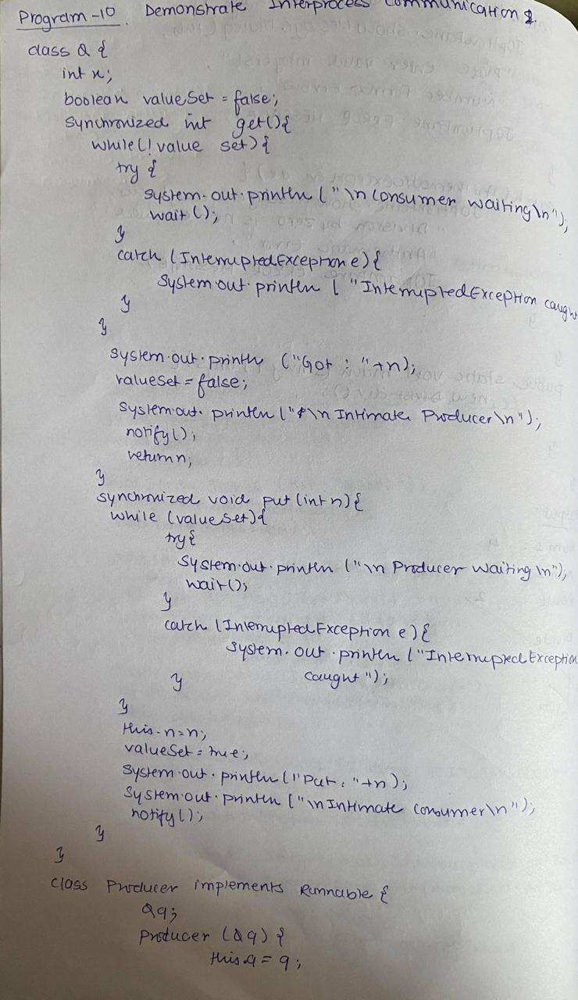 Program-10. Demonstrate Interprocess Communication &.
class Q {
int n;
boolean valueSet = false;
synchronized int get(){
while(! value set){
try {
system.out.println ("\n Consumer waiting\n");
wait ();
}
catch (InterruptedException e){
System.out.println ( "InterruptedException caugh
}
}
system.out.println ("Got : "+n);
valueSet = false;
system.out. println ("\n Intimate Producer\n");
notify();
return n;
}
synchronized void put (int n){
while (valueSet){
try{
System.out.println ("\n Producer Waiting \n");
wait();
}
catch (InterruptedException e){
System.out.println ("InterruptedException
caught ");
}
}
this.n=n;
valueSet = true;
System.out.println("Put: "+n);
System.out.println ("\nIntimate consumer\n");
notify();
}
}
class Producer implements Runnable {
Q q;
Producer (Q q) {
this.q = q;